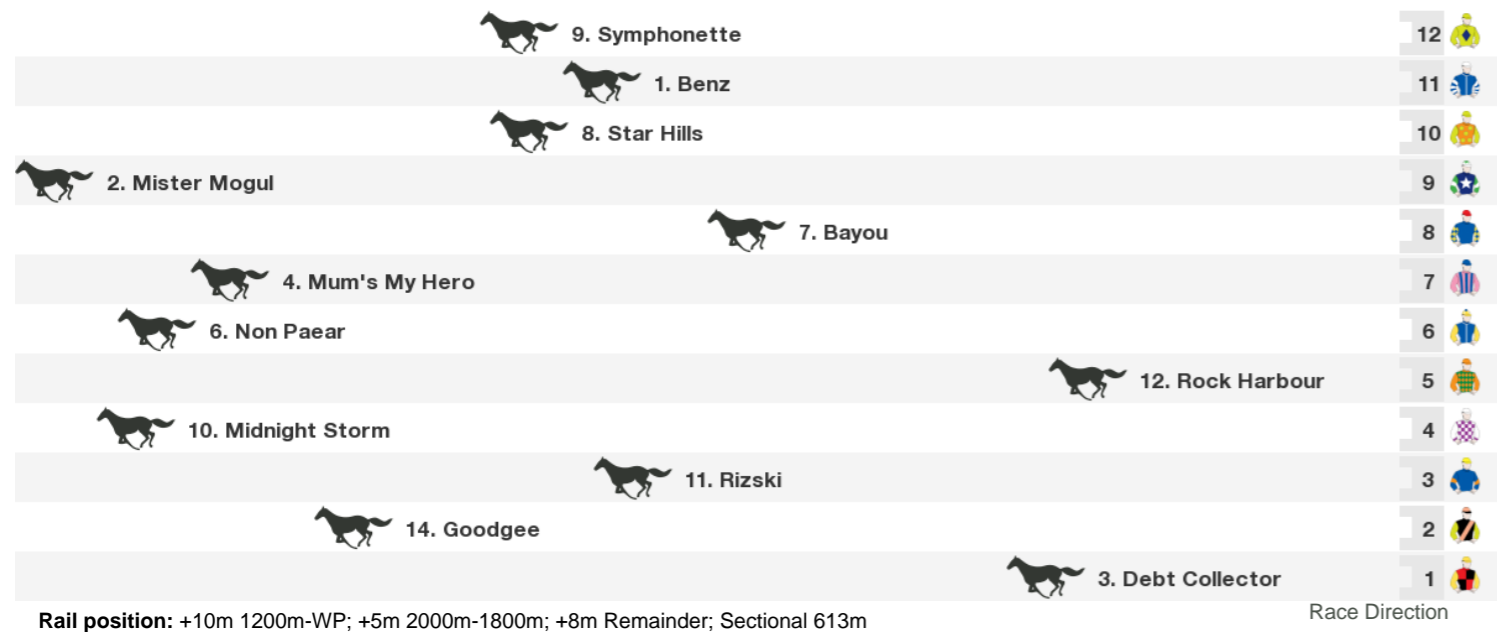 9. Symphonette 12
1. Benz 11
8. Star Hills 10
2. Mister Mogul 9
7. Bayou 8
4. Mum's My Hero 7
6. Non Paear 6
12. Rock Harbour 5
10. Midnight Storm 4
11. Rizski 3
14. Goodgee 2
3. Debt Collector 1
Race Direction
Rail position: +10m 1200m-WP; +5m 2000m-1800m; +8m Remainder; Sectional 613m